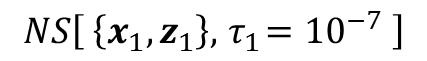 NS[ {𝒙₁, 𝒛₁}, τ₁ = 10⁻⁷ ]